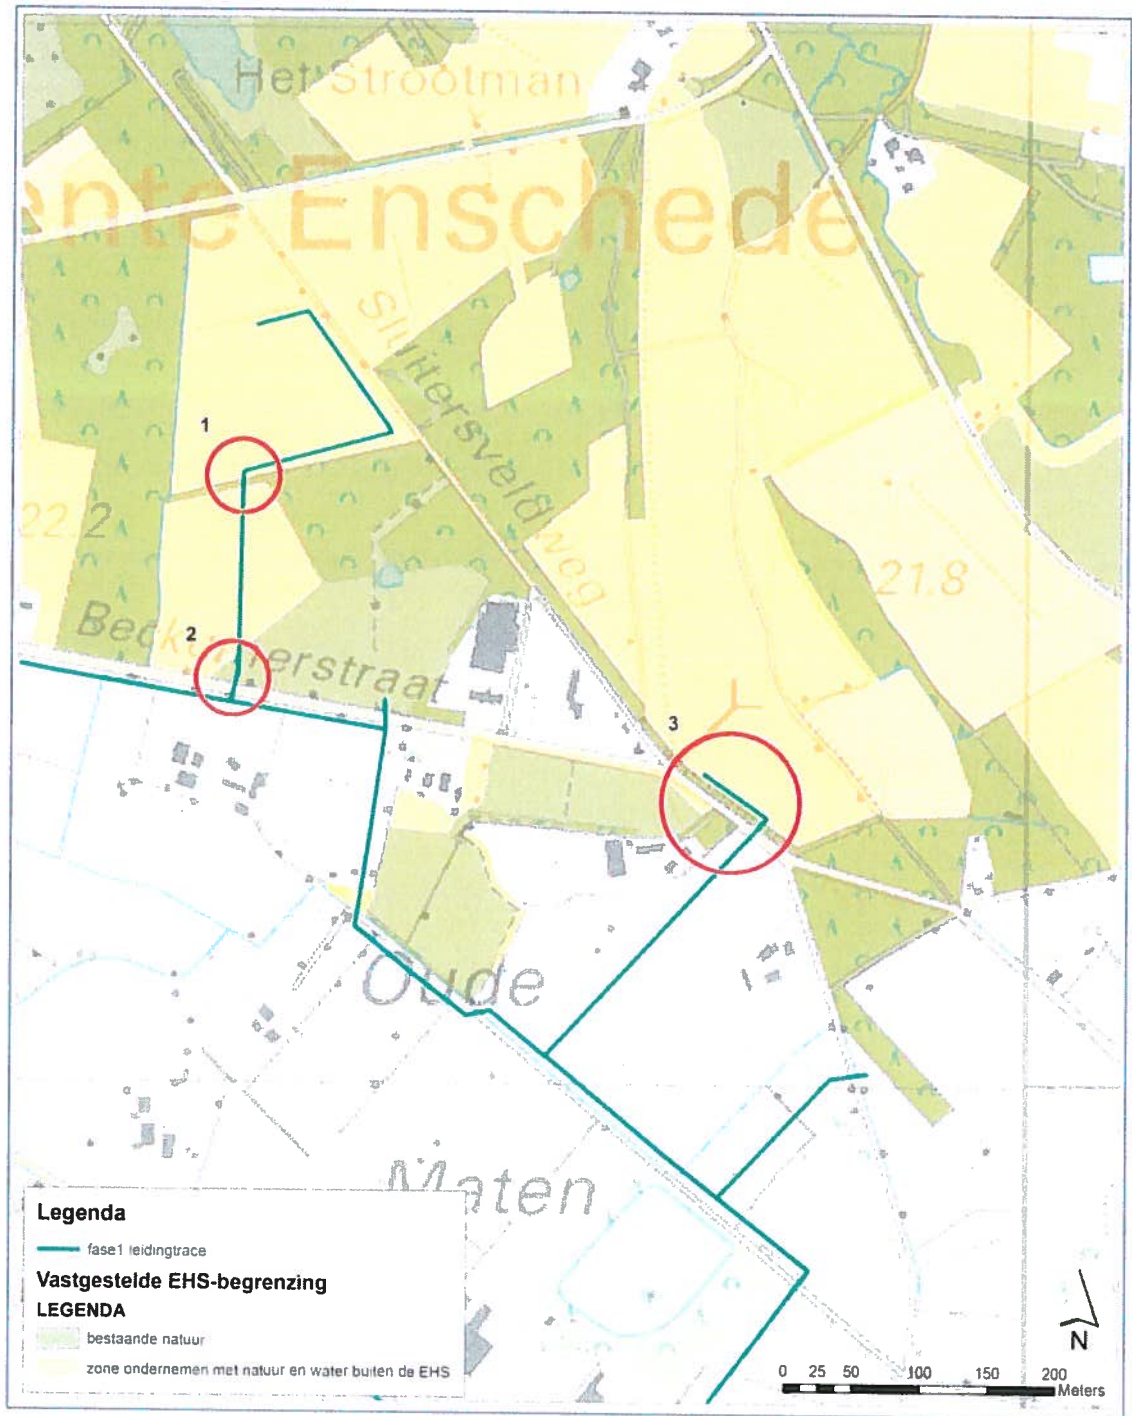 Het Strootman
ente Enschede
Sluitersveldweg
1
22.2
21.8
2
Beckumerstraat
3
Oude
Maten
Legenda
fase1 leidingtrace
Vastgestelde EHS-begrenzing
LEGENDA
bestaande natuur
zone ondernemen met natuur en water buiten de EHS
N
0 25 50 100 150 200
Meters